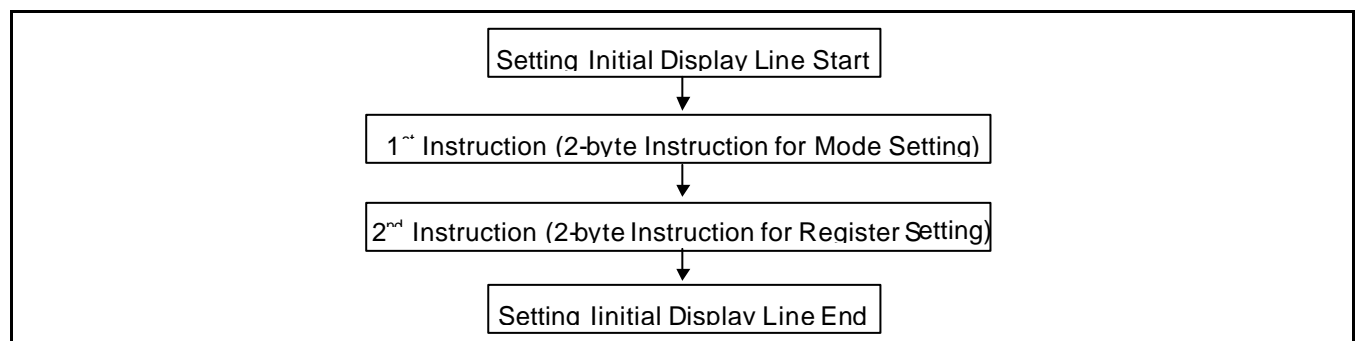 Setting Initial Display Line Start
1st Instruction (2-byte Instruction for Mode Setting)
2nd Instruction (2-byte Instruction for Register Setting)
Setting Iinitial Display Line End